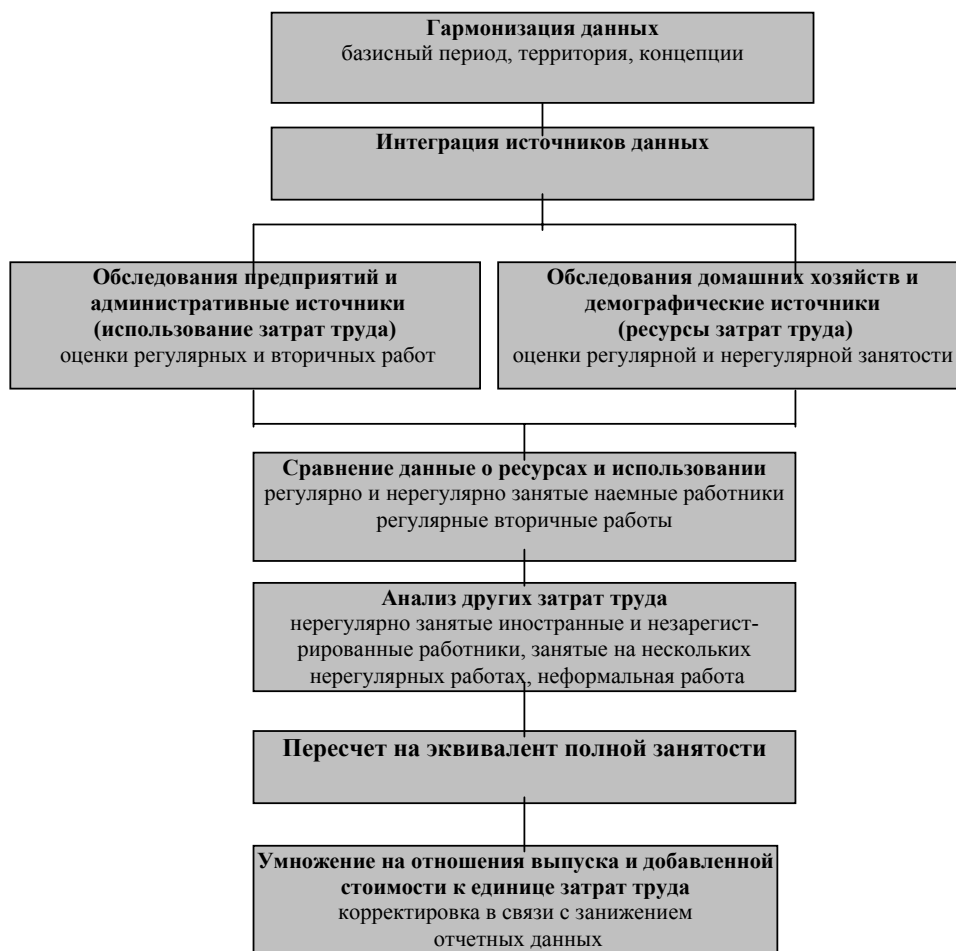 Гармонизация данных
базисный период, территория, концепции
Интеграция источников данных
Обследования предприятий и
административные источники
(использование затрат труда)
оценки регулярных и вторичных работ
Обследования домашних хозяйств и
демографические источники
(ресурсы затрат труда)
оценки регулярной и нерегулярной занятости
Сравнение данные о ресурсах и использовании
регулярно и нерегулярно занятые наемные работники
регулярные вторичные работы
Анализ других затрат труда
нерегулярно занятые иностранные и незарегист-
рированные работники, занятые на нескольких
нерегулярных работах, неформальная работа
Пересчет на эквивалент полной занятости
Умножение на отношения выпуска и добавленной
стоимости к единице затрат труда
корректировка в связи с занижением
отчетных данных